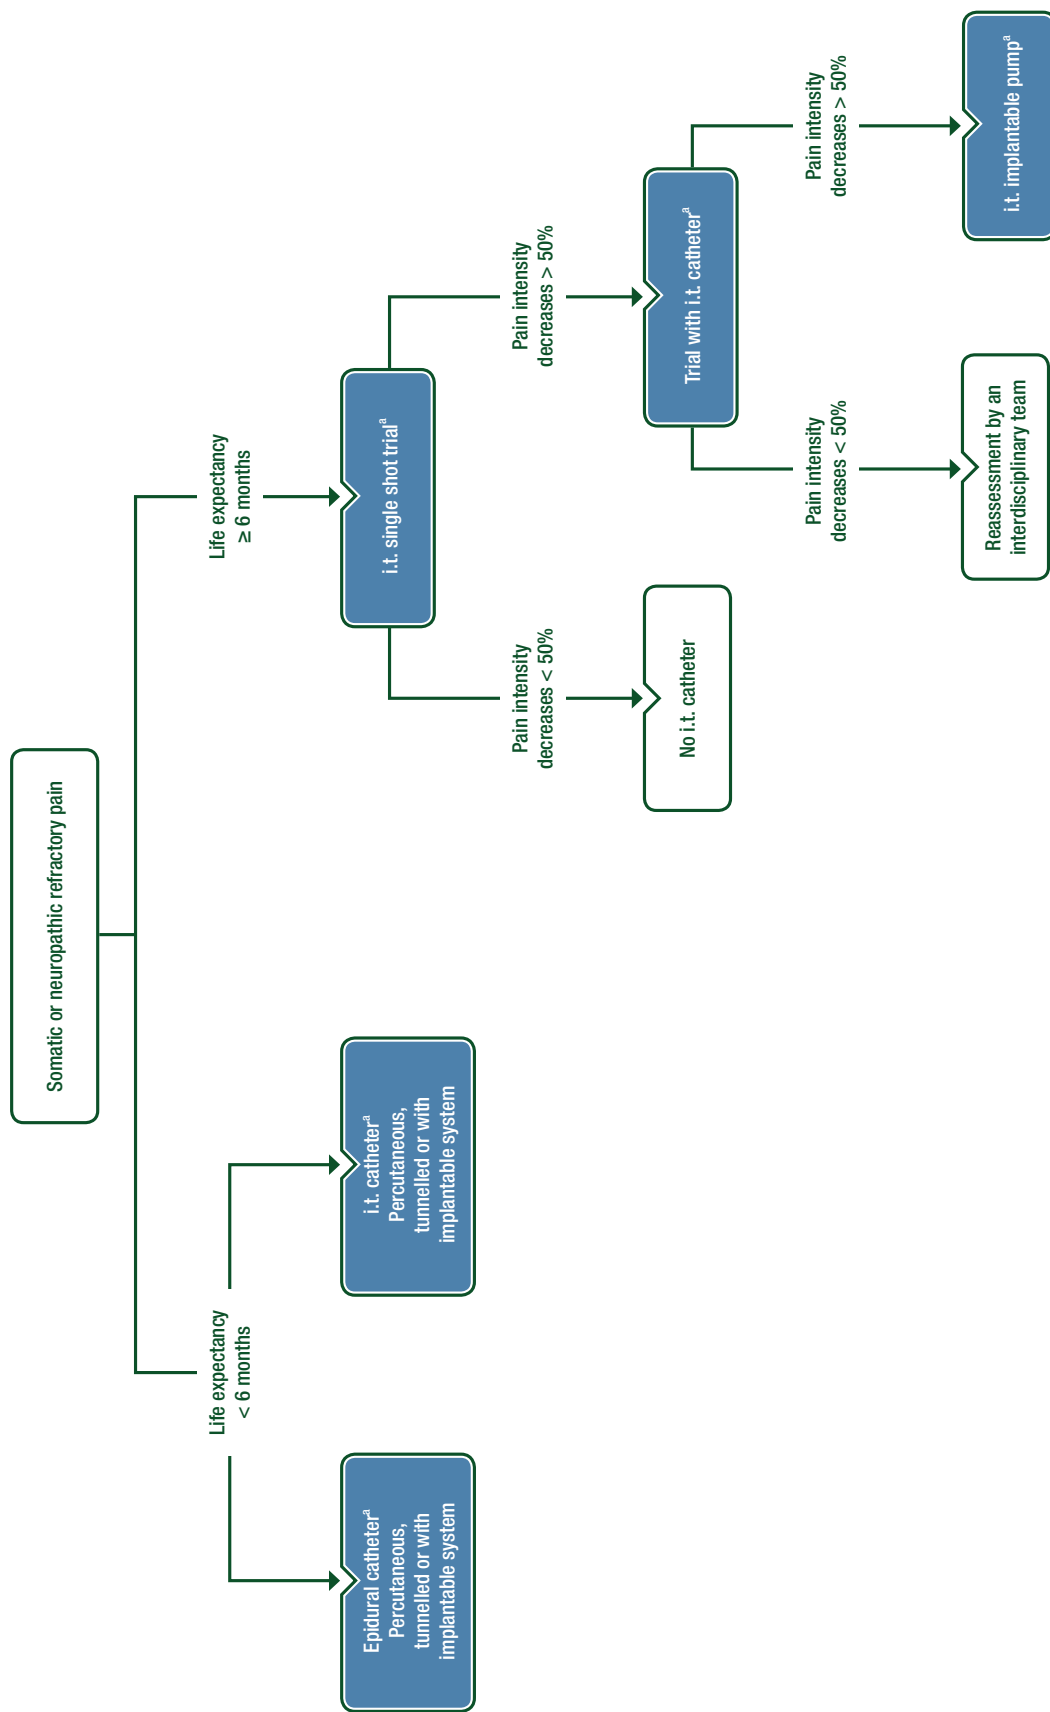 Somatic or neuropathic refractory pain
Life expectancy
< 6 months
Life expectancy
≥ 6 months
Epidural catheterᵃ
Percutaneous,
tunnelled or with
implantable system
i.t. catheterᵃ
Percutaneous,
tunnelled or with
implantable system
i.t. single shot trialᵃ
Pain intensity
decreases < 50%
Pain intensity
decreases > 50%
No i.t. catheter
Trial with i.t. catheterᵃ
Pain intensity
decreases < 50%
Pain intensity
decreases > 50%
Reassessment by an
interdisciplinary team
i.t. implantable pumpᵃ